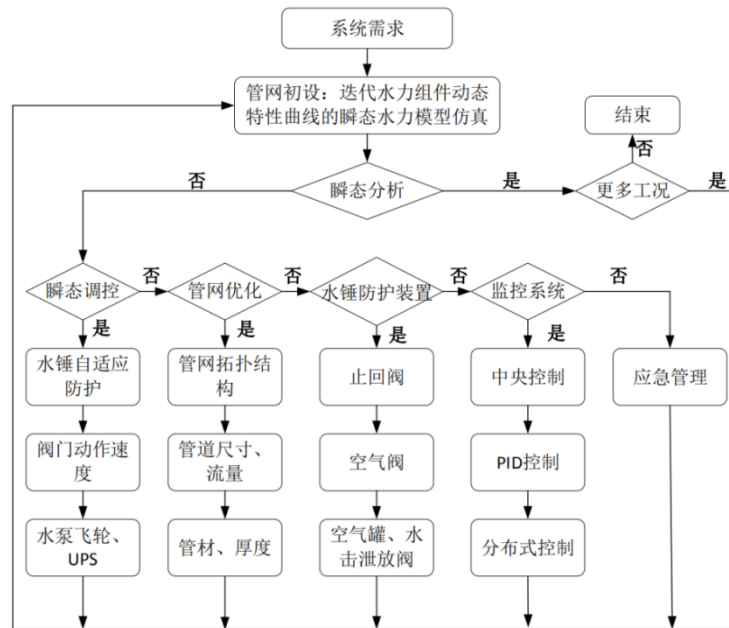 系统需求
管网初设：迭代水力组件动态
特性曲线的瞬态水力模型仿真
结束
否
否
瞬态分析
是
更多工况
是
瞬态调控
否
管网优化
否
水锤防护装置
否
监控系统
否
是
是
是
是
水锤自适应
防护
管网拓扑结
构
止回阀
中央控制
应急管理
阀门动作速
度
管道尺寸、
流量
空气阀
PID控制
水泵飞轮、
UPS
管材、厚度
空气罐、水
击泄放阀
分布式控制